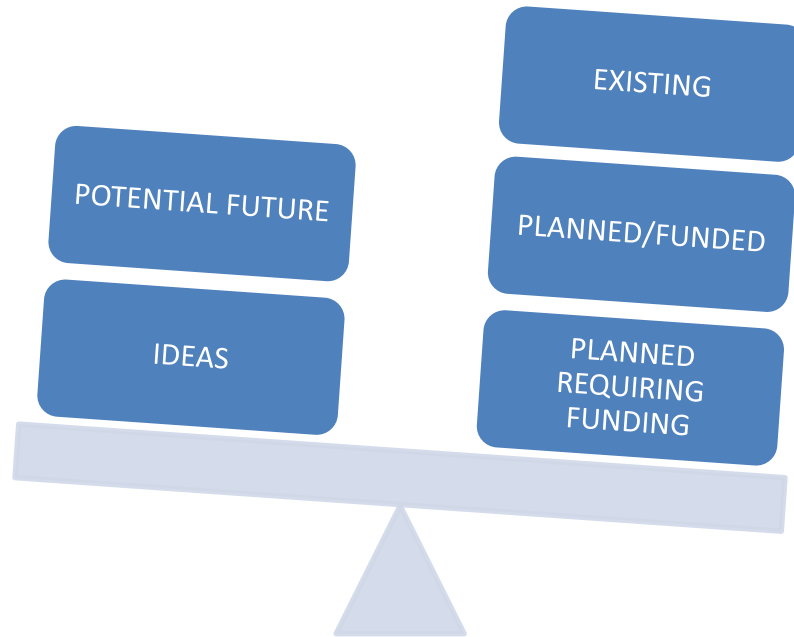 POTENTIAL FUTURE
IDEAS
EXISTING
PLANNED/FUNDED
PLANNED
REQUIRING
FUNDING